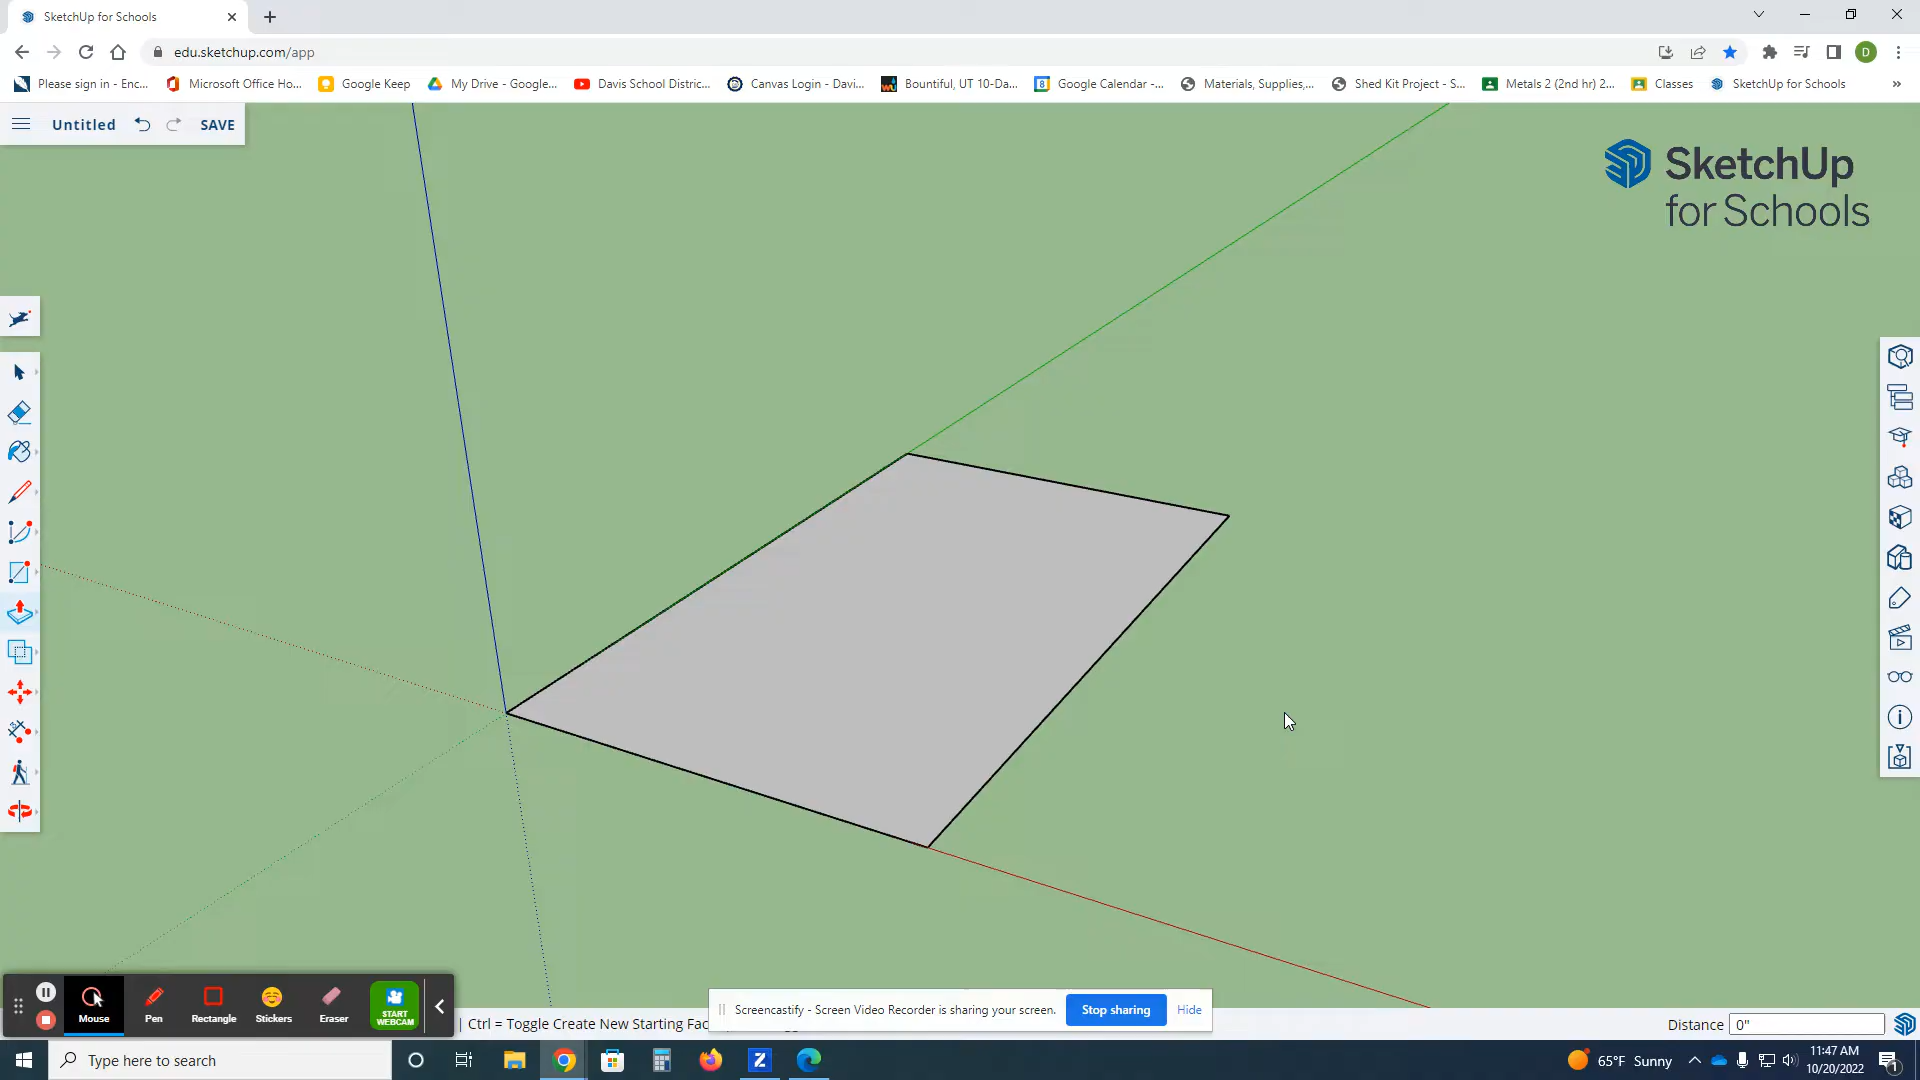 SketchUp for Schools
edu.sketchup.com/app
D
Please sign in - Enc...
Microsoft Office Ho...
Google Keep
My Drive - Google...
Davis School District...
Canvas Login - Davi...
Bountiful, UT 10-Da...
Google Calendar -...
Materials, Supplies,...
Shed Kit Project - S...
Metals 2 (2nd hr) 2...
Classes
SketchUp for Schools
»
Untitled
SAVE
SketchUp
for Schools
Mouse
Pen
Rectangle
Stickers
Eraser
START
WEBCAM
Screencastify - Screen Video Recorder is sharing your screen.
Stop sharing
Hide
| Ctrl = Toggle Create New Starting Fac
Distance
0"
Type here to search
65°F Sunny
11:47 AM
10/20/2022
1